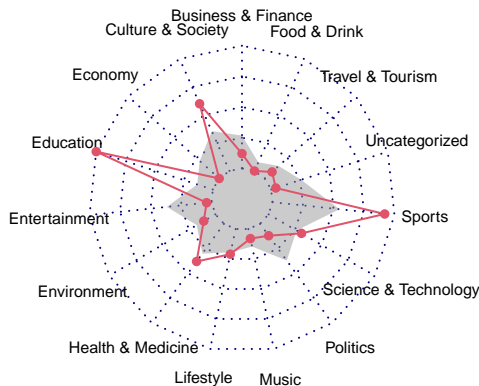 Business & Finance
Culture & Society
Food & Drink
Economy
Travel & Tourism
Education
Uncategorized
Entertainment
Sports
Environment
Science & Technology
Health & Medicine
Politics
Lifestyle
Music